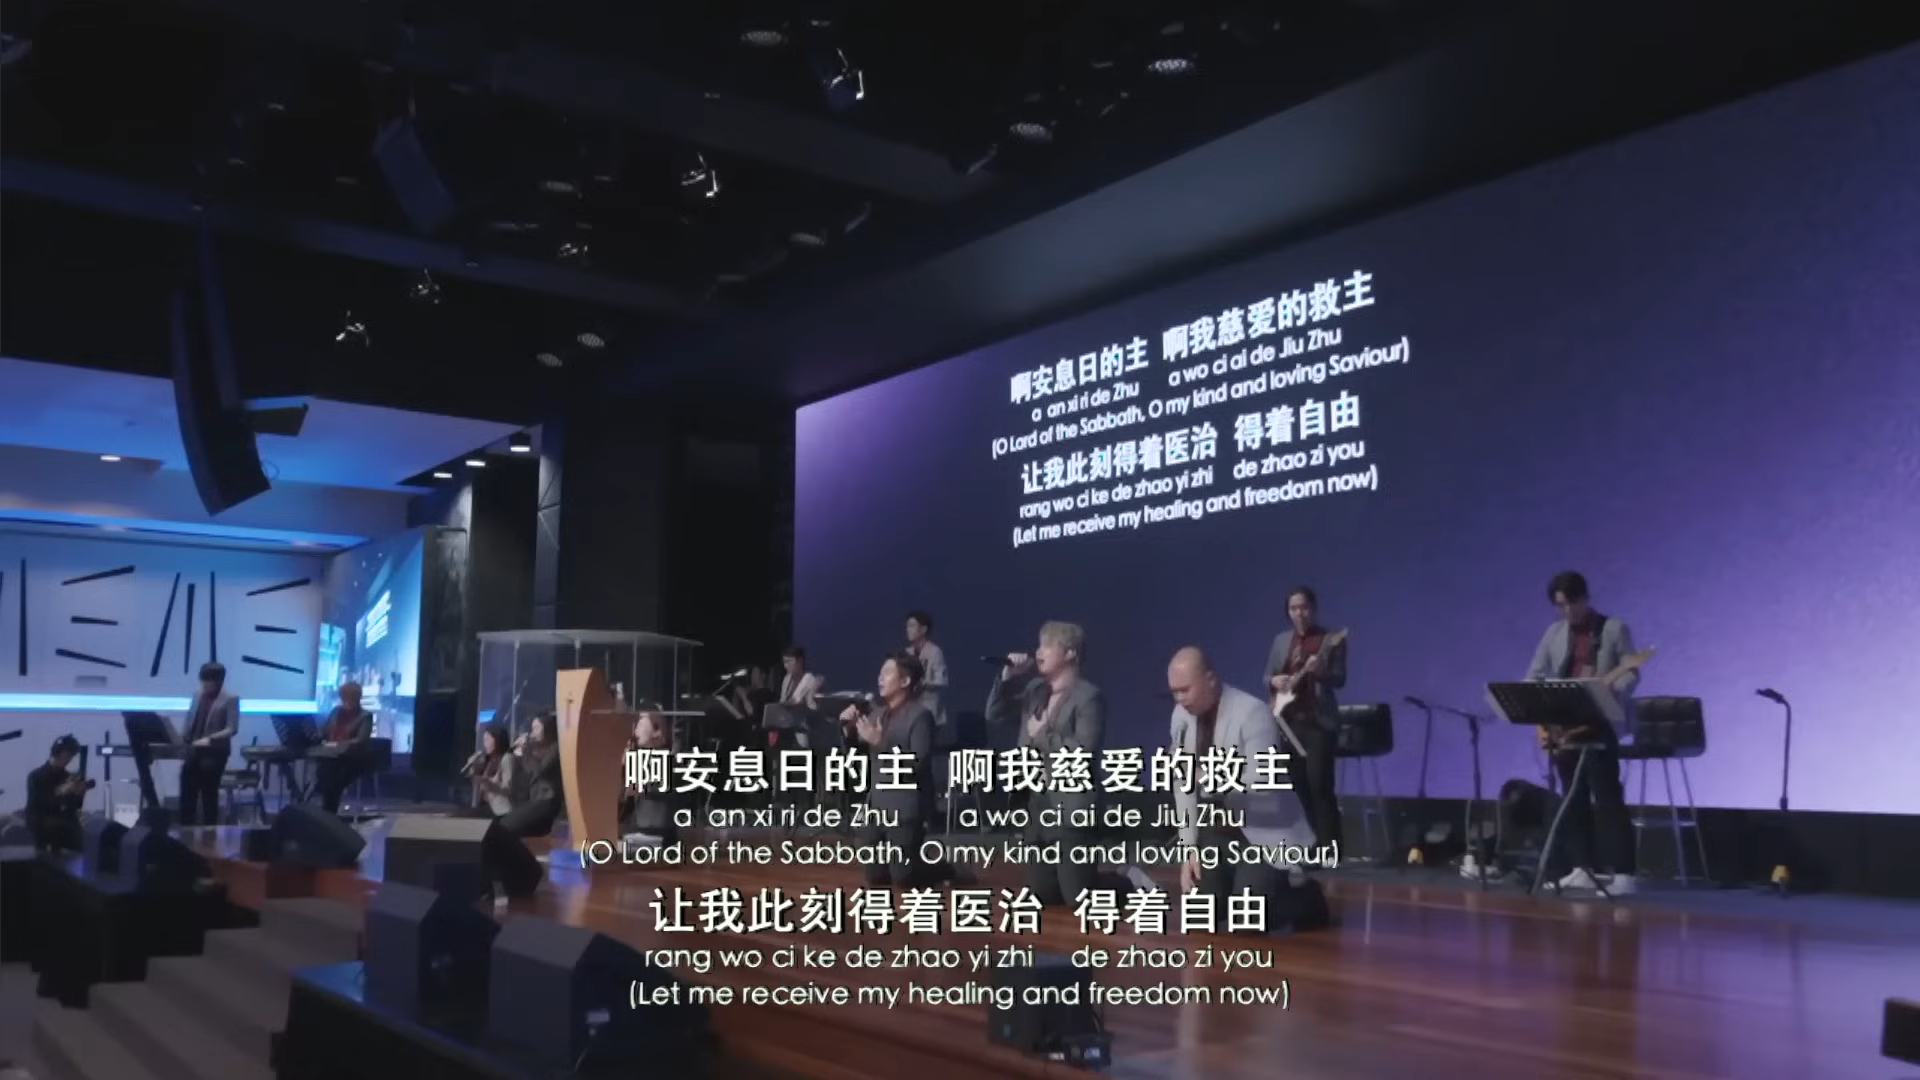 啊安息日的主 啊我慈爱的救主
a an xi ri de Zhu a wo ci ai de Jiu Zhu
(O Lord of the Sabbath, O my kind and loving Saviour)
让我此刻得着医治 得着自由
rang wo ci ke de zhao yi zhi de zhao zi you
(Let me receive my healing and freedom now)
啊安息日的主 啊我慈爱的救主
a an xi ri de Zhu a wo ci ai de Jiu Zhu
(O Lord of the Sabbath, O my kind and loving Saviour)
让我此刻得着医治 得着自由
rang wo ci ke de zhao yi zhi de zhao zi you
(Let me receive my healing and freedom now)